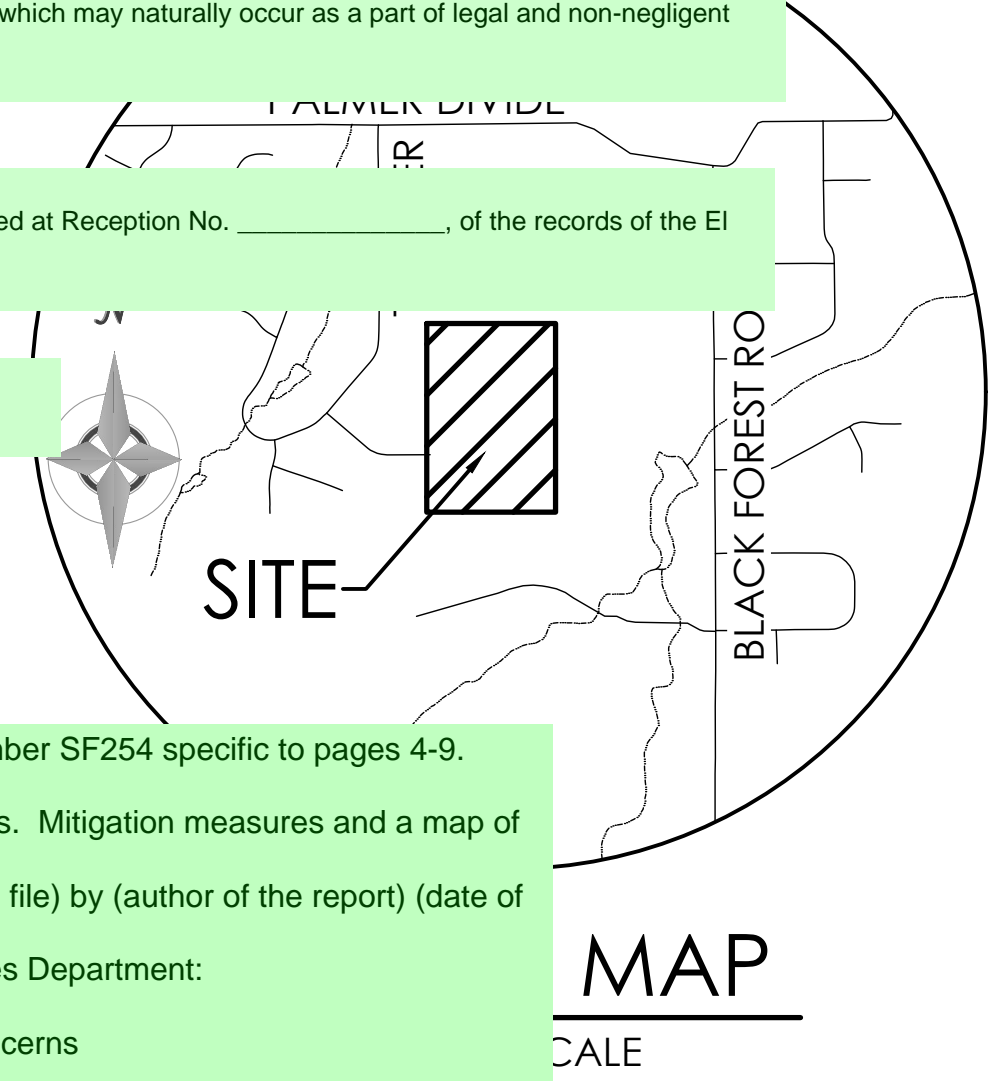 which may naturally occur as a part of legal and non-negligent
PALMER DIVIDE
ER
ed at Reception No. ______________, of the records of the El
N
BLACK FOREST RO
SITE
ber SF254 specific to pages 4-9.
s. Mitigation measures and a map of
file) by (author of the report) (date of
es Department:
cerns
MAP
CALE